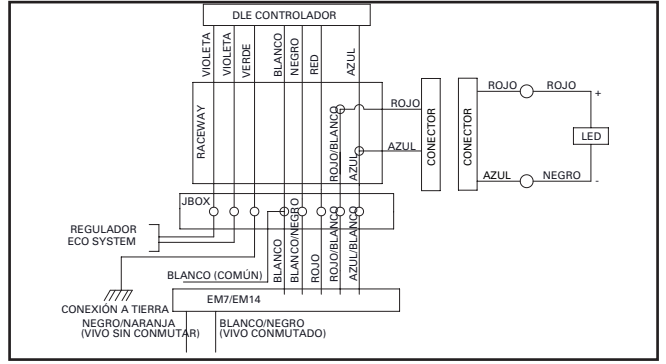 DLE CONTROLADOR
VIOLETA
VIOLETA
VERDE
BLANCO
NEGRO
RED
AZUL
RACEWAY
ROJO/BLANCO
AZUL
ROJO
AZUL
CONECTOR
CONECTOR
ROJO
ROJO
+
LED
AZUL
NEGRO
-
JBOX
REGULADOR
ECO SYSTEM
BLANCO (COMÚN)
BLANCO
BLANCO/NEGRO
ROJO
ROJO/BLANCO
AZUL/BLANCO
CONEXIÓN A TIERRA
EM7/EM14
NEGRO/NARANJA
(VIVO SIN CONMUTAR)
BLANCO/NEGRO
(VIVO CONMUTADO)